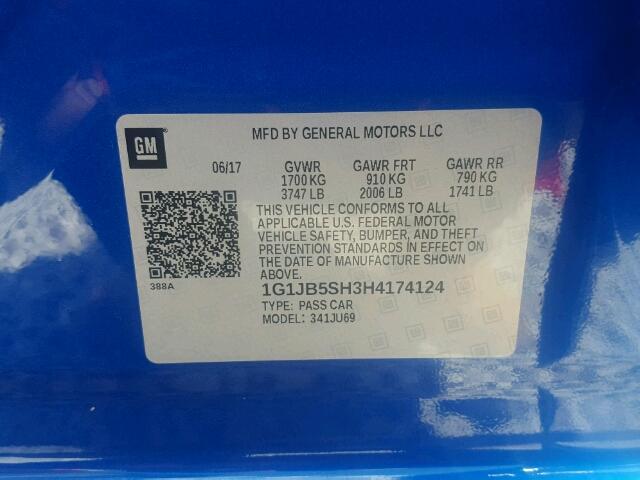 GM
MFD BY GENERAL MOTORS LLC
06/17 GVWR GAWR FRT GAWR RR
1700 KG 910 KG 790 KG
3747 LB 2006 LB 1741 LB
THIS VEHICLE CONFORMS TO ALL
APPLICABLE U.S. FEDERAL MOTOR
VEHICLE SAFETY, BUMPER, AND THEFT
PREVENTION STANDARDS IN EFFECT ON
THE DATE OF MANUFACTURE SHOWN
ABOVE.
388A
1G1JB5SH3H4174124
TYPE: PASS CAR
MODEL: 341JU69